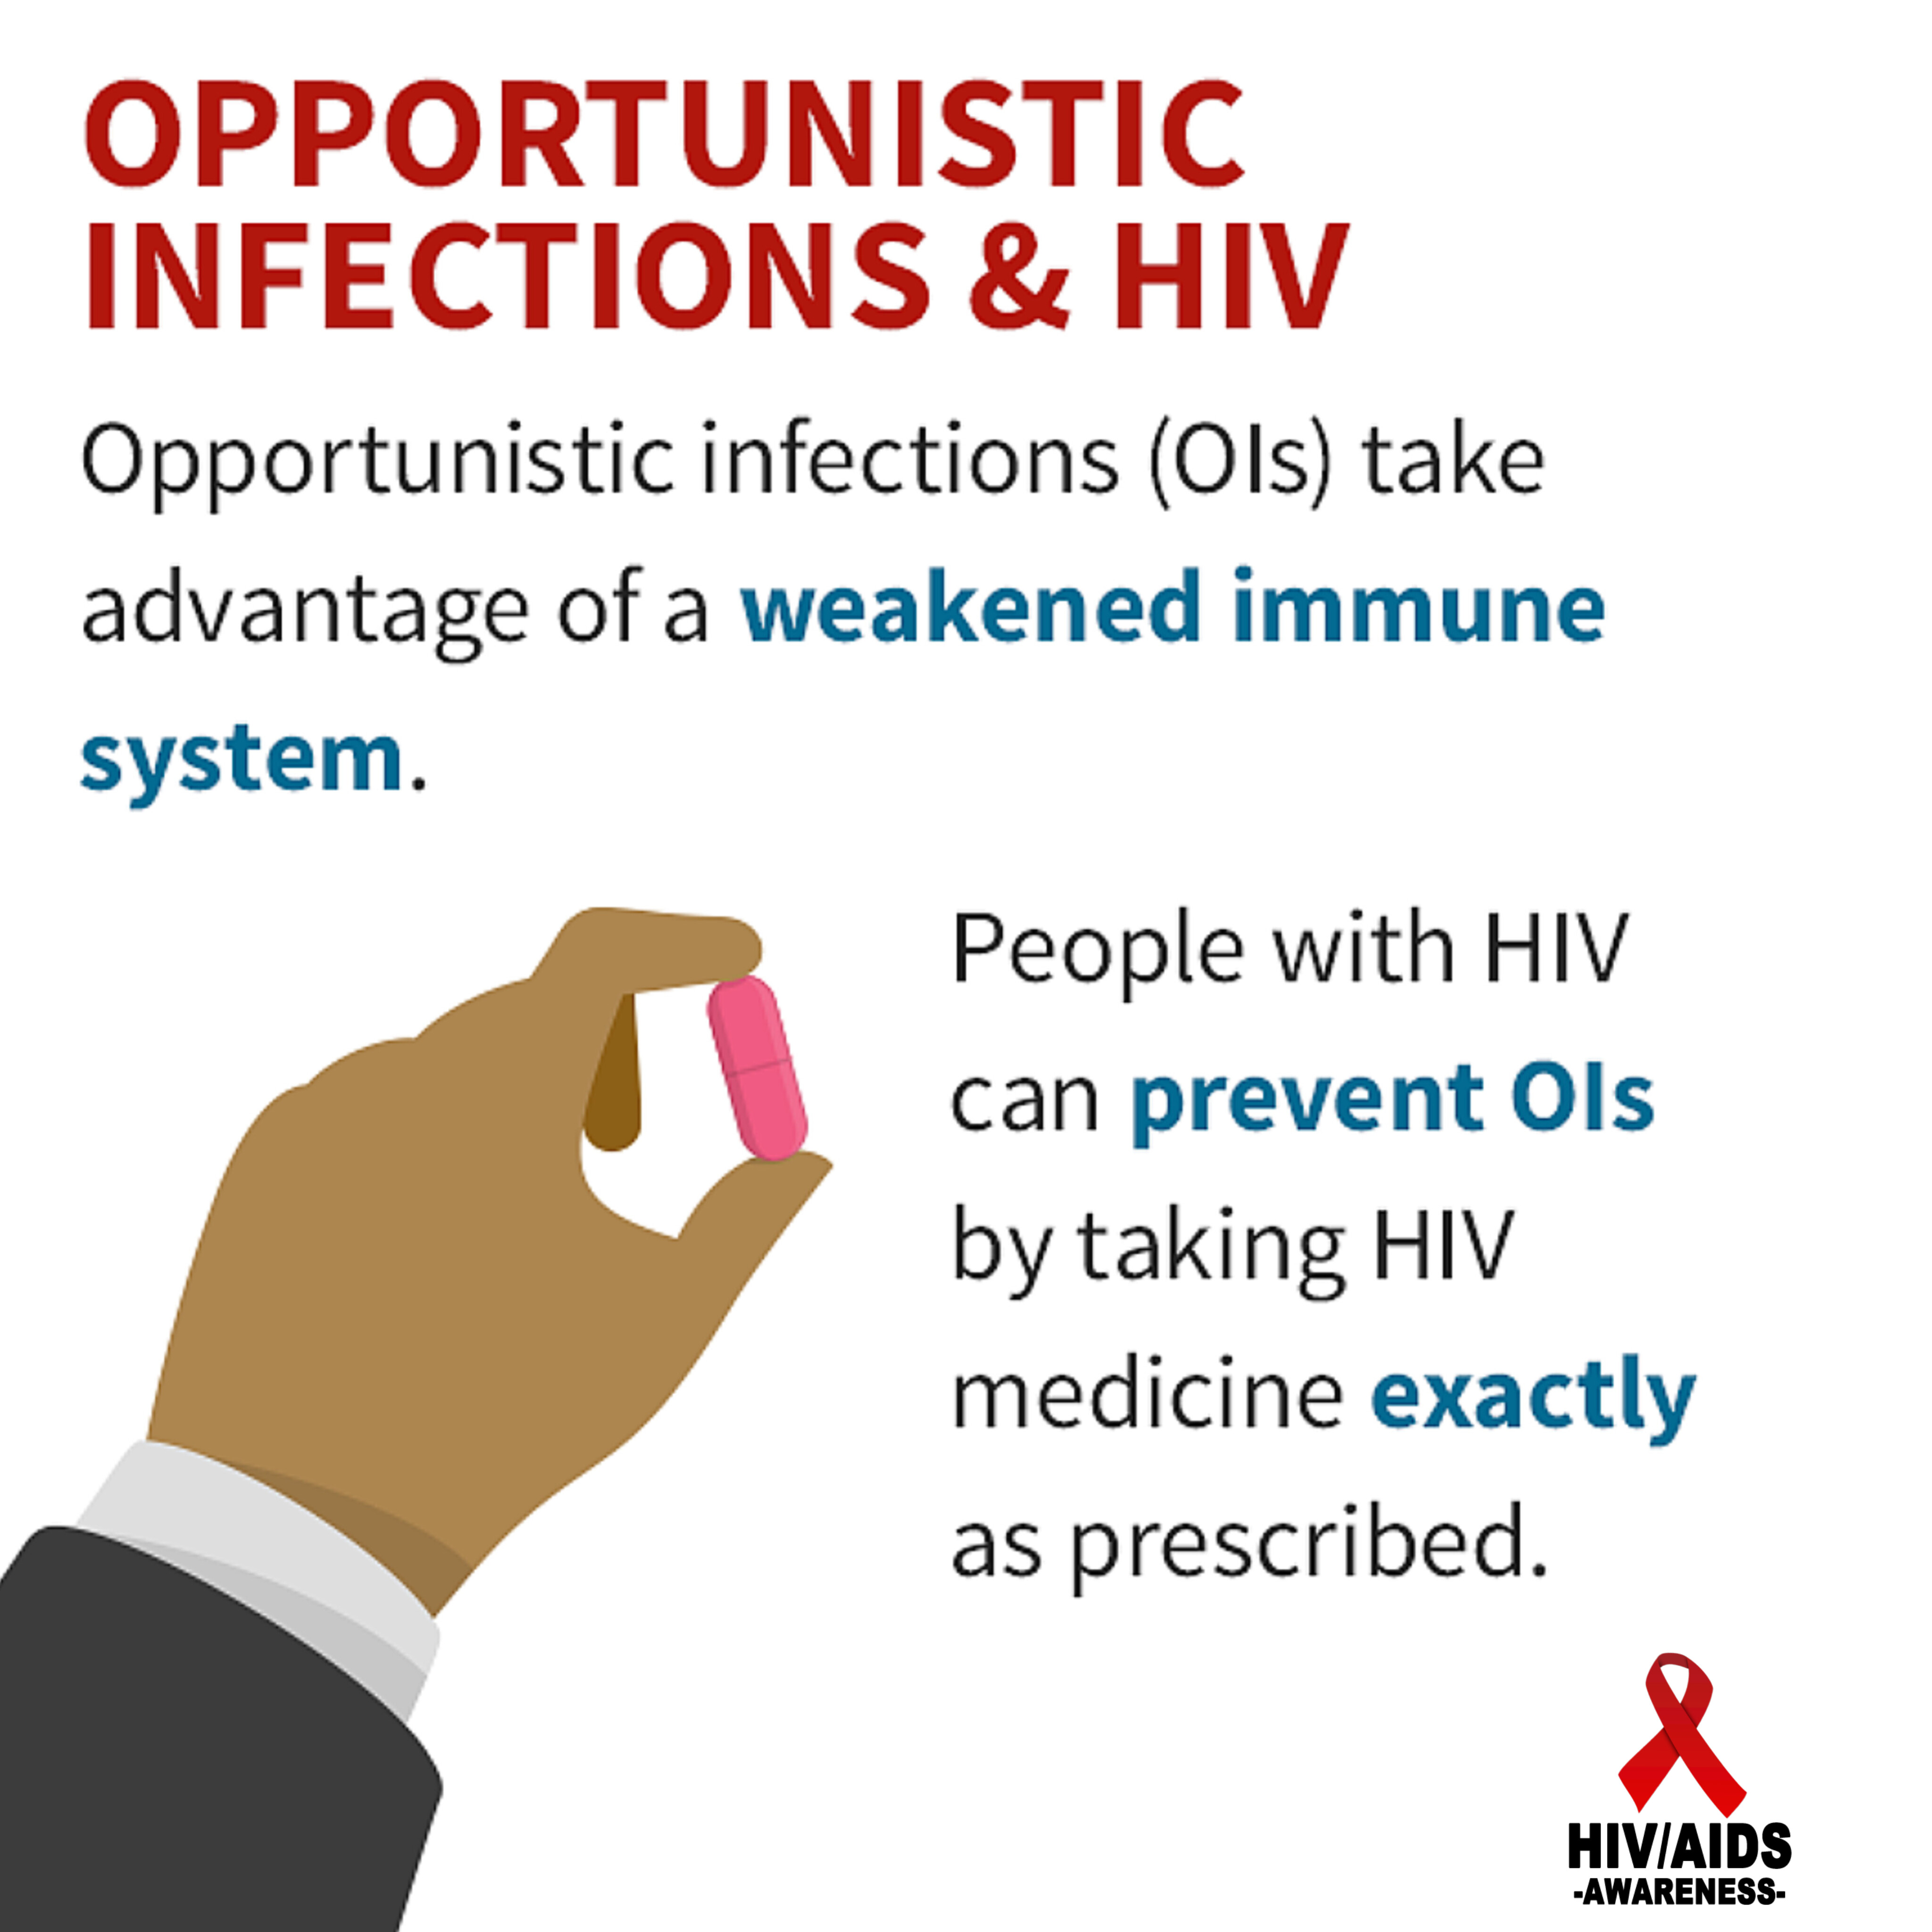 OPPORTUNISTIC
INFECTIONS & HIV
Opportunistic infections (OIs) take
advantage of a weakened immune
system.
People with HIV
can prevent OIs
by taking HIV
medicine exactly
as prescribed.
HIV/AIDS
-AWARENESS-